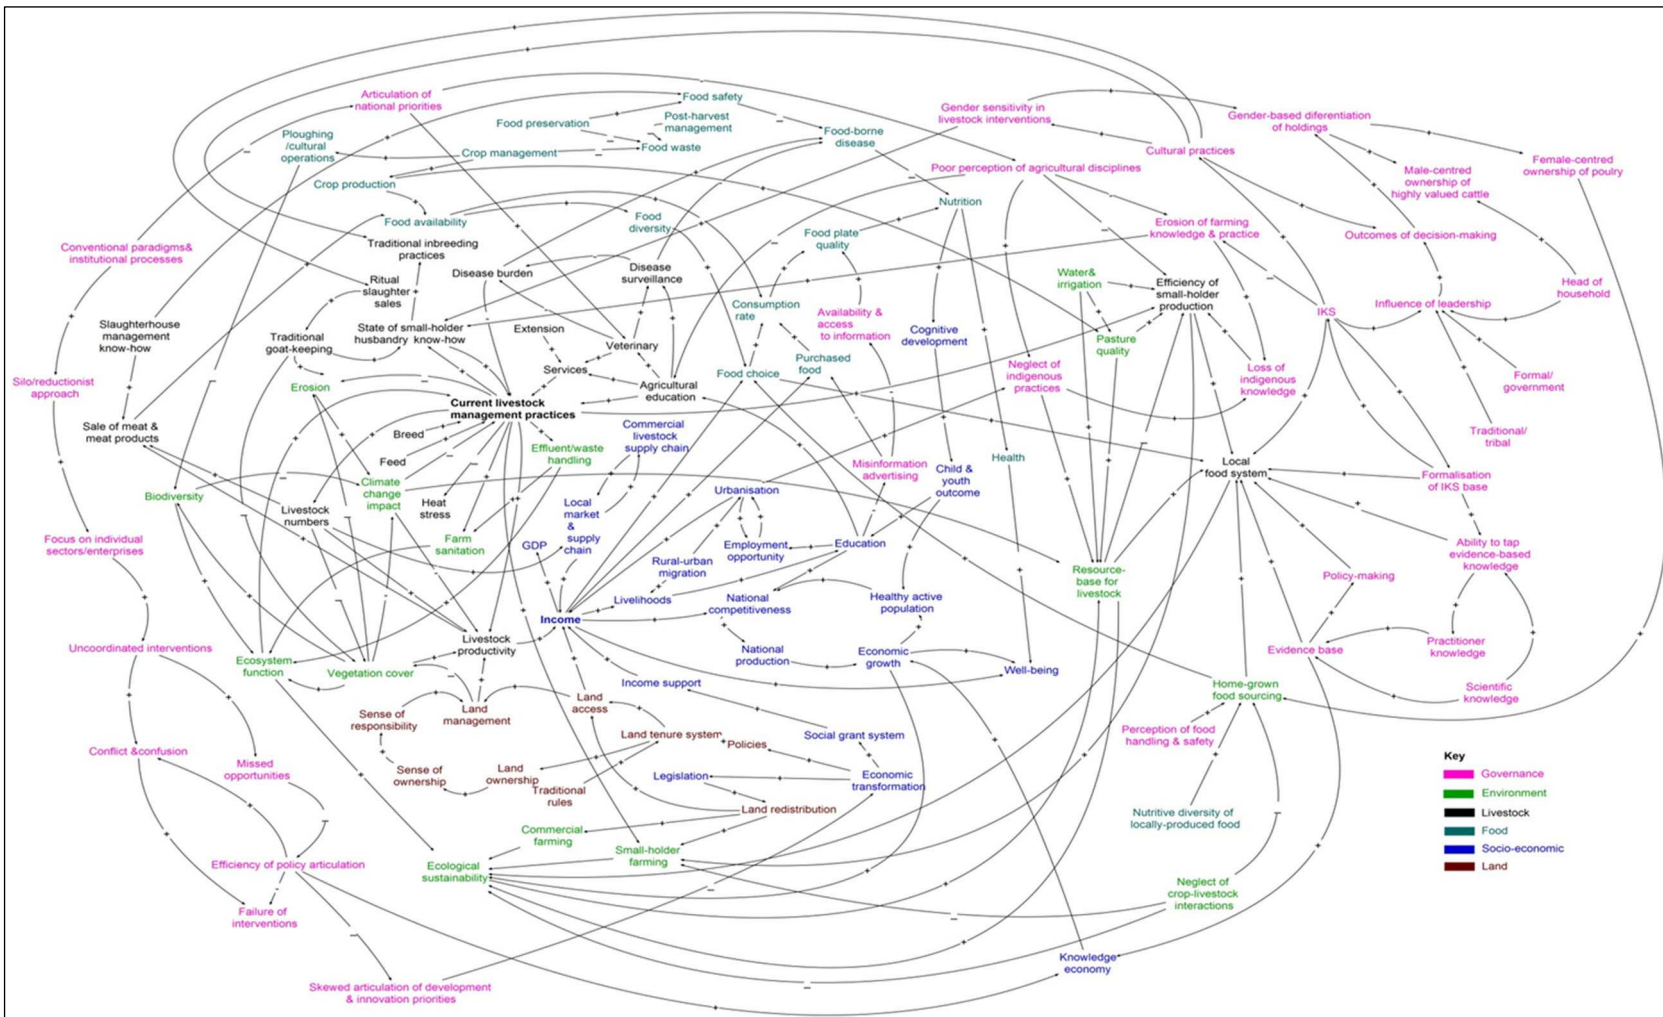 Articulation of
national priorities
Food safety
Post-harvest
management
Food preservation
Food waste
Food-borne
disease
Gender sensitivity in
livestock interventions
Gender-based diferentiation
of holdings
Ploughing
/cultural
operations
Crop management
Cultural practices
Female-centred
ownership of poulry
Poor perception of agricultural disciplines
Male-centred
ownership of
highly valued cattle
Crop production
Nutrition
Food availability
Food
diversity
Food plate
quality
Erosion of farming
knowledge & practice
Outcomes of decision-making
Conventional paradigms&
institutional processes
Traditional inbreeding
practices
Disease burden
Disease
surveillance
Water&
irrigation
Efficiency of
small-holder
production
Head of
household
Ritual
slaughter
sales
Consumption
rate
Availability &
access
to information
Influence of leadership
IKS
Slaughterhouse
management
know-how
Traditional
goat-keeping
State of small-holder
husbandry know-how
Extension
Veterinary
Cognitive
development
Pasture
quality
Services
Purchased
food
Food choice
Neglect of
indigenous
practices
Loss of
indigenous
knowledge
Formal/
government
Silo/reductionist
approach
Erosion
Agricultural
education
Current livestock
management practices
Sale of meat &
meat products
Breed
Commercial
livestock
supply chain
Traditional/
tribal
Feed
Effluent/waste
handling
Health
Misinformation
advertising
Child &
youth
outcome
Local
food system
Formalisation
of IKS base
Biodiversity
Climate
change
impact
Heat
stress
Urbanisation
Livestock
numbers
Local
market
&
supply
chain
Focus on individual
sectors/enterprises
Farm
sanitation
GDP
Employment
opportunity
Education
Ability to tap
evidence-based
knowledge
Rural-urban
migration
Resource-
base for
livestock
Policy-making
Livelihoods
National
competitiveness
Healthy active
population
Income
Uncoordinated interventions
Livestock
productivity
Practitioner
knowledge
Evidence base
Ecosystem
function
Vegetation cover
National
production
Economic
growth
Well-being
Income support
Home-grown
food sourcing
Scientific
knowledge
Sense of
responsibility
Land
management
Land
access
Perception of food
handling & safety
Land tenure system
Policies
Social grant system
Conflict &confusion
Missed
opportunities
Sense of
ownership
Land
ownership
Traditional
rules
Legislation
Economic
transformation
Land redistribution
Nutritive diversity of
locally-produced food
Key
Governance
Environment
Livestock
Food
Socio-economic
Land
Commercial
farming
Efficiency of policy articulation
Ecological
sustainability
Small-holder
farming
Neglect of
crop-livestock
interactions
Failure of
interventions
Knowledge
economy
Skewed articulation of development
& innovation priorities